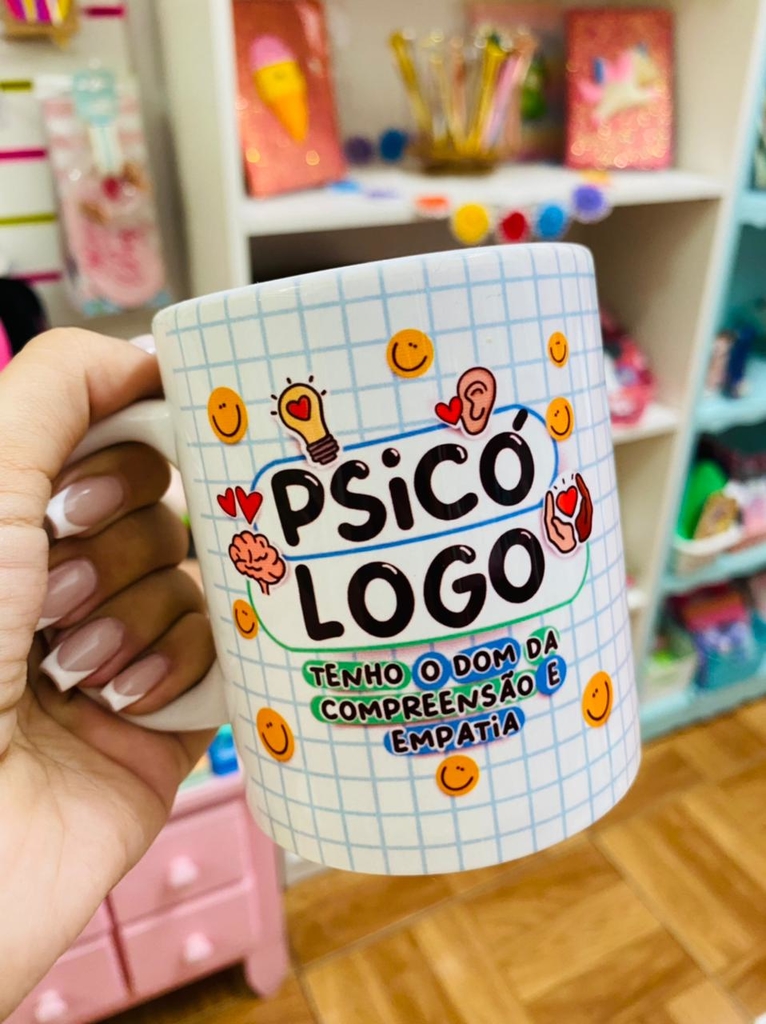 PSiCÓ
LOGO
TENHO O DOM DA
COMPREENSÃO E
EMPATiA